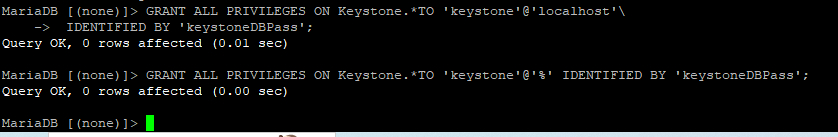 MariaDB [(none)]> GRANT ALL PRIVILEGES ON Keystone.*TO 'keystone'@'localhost'\
    ->  IDENTIFIED BY 'keystoneDBPass';
Query OK, 0 rows affected (0.01 sec)
MariaDB [(none)]> GRANT ALL PRIVILEGES ON Keystone.*TO 'keystone'@'%' IDENTIFIED BY 'keystoneDBPass';
Query OK, 0 rows affected (0.00 sec)
MariaDB [(none)]>